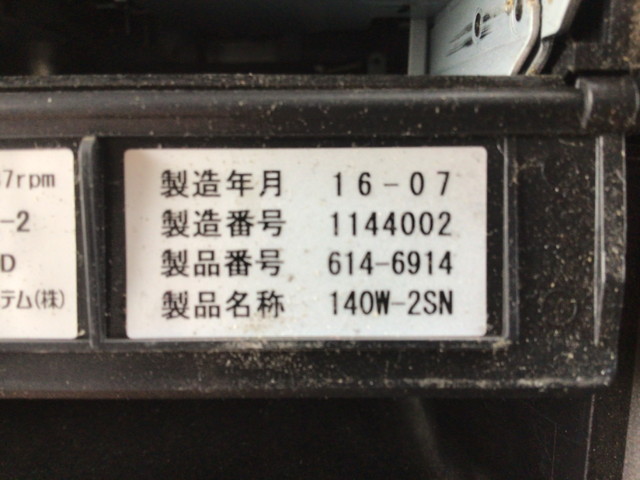 7rpm
-2
D
テム(株)
製造年月 16-07
製造番号 1144002
製品番号 614-6914
製品名称 140W-2SN